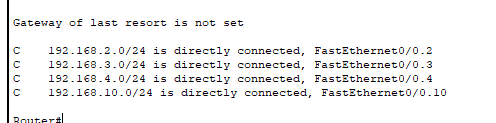 Gateway of last resort is not set
C    192.168.2.0/24 is directly connected, FastEthernet0/0.2
C    192.168.3.0/24 is directly connected, FastEthernet0/0.3
C    192.168.4.0/24 is directly connected, FastEthernet0/0.4
C    192.168.10.0/24 is directly connected, FastEthernet0/0.10
Router#